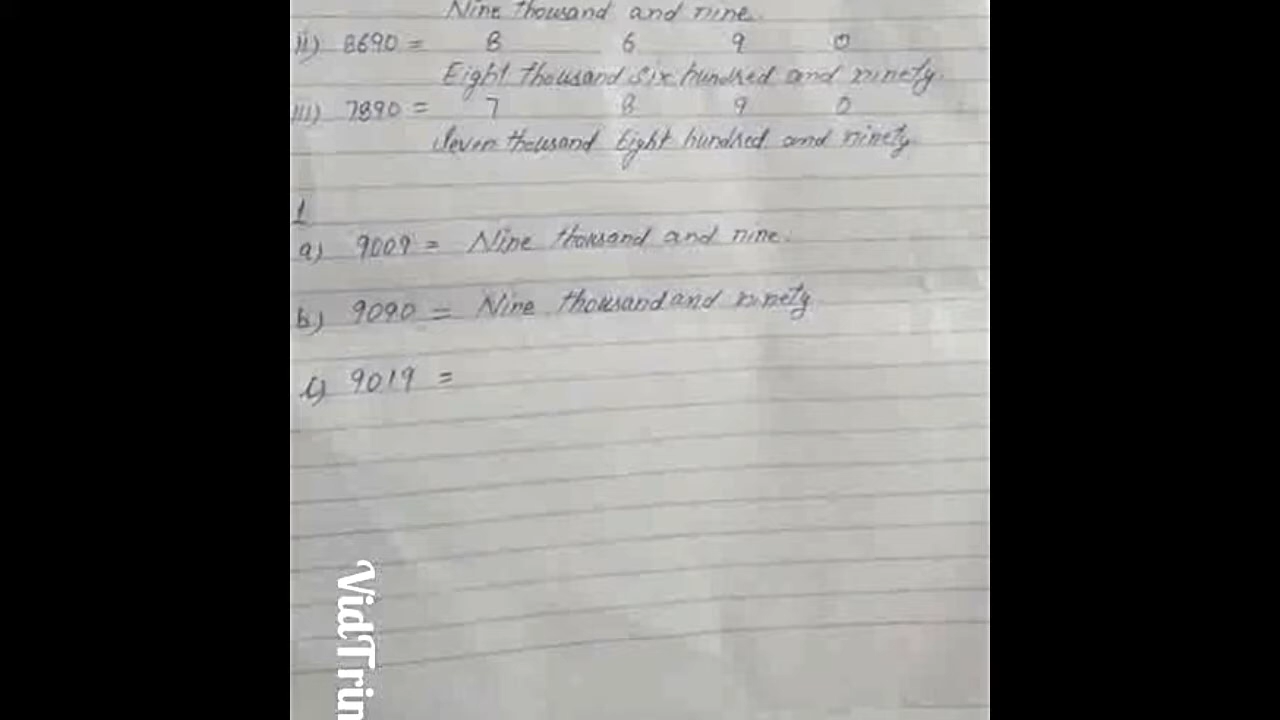 Nine thousand and nine.
ii) 8690 = 8 6 9 0
Eight thousand six hundred and ninety.
iii) 7890 = 7 8 9 0
Seven thousand Eight hundred and ninety
1
a) 9009 = Nine thousand and nine.
b) 9090 = Nine thousand and ninety
c) 9019 =
VidTrim